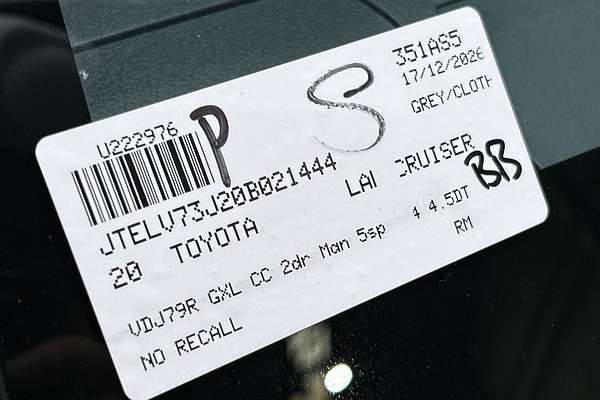 U222976 P S 351AS5
17/12/2026
GREY/CLOTH
JTELV73J20B021444
20 TOYOTA LAI CRUISER BB
VDJ79R GXL CC 2dr Man 5sp 4 4.5DT
NO RECALL RM